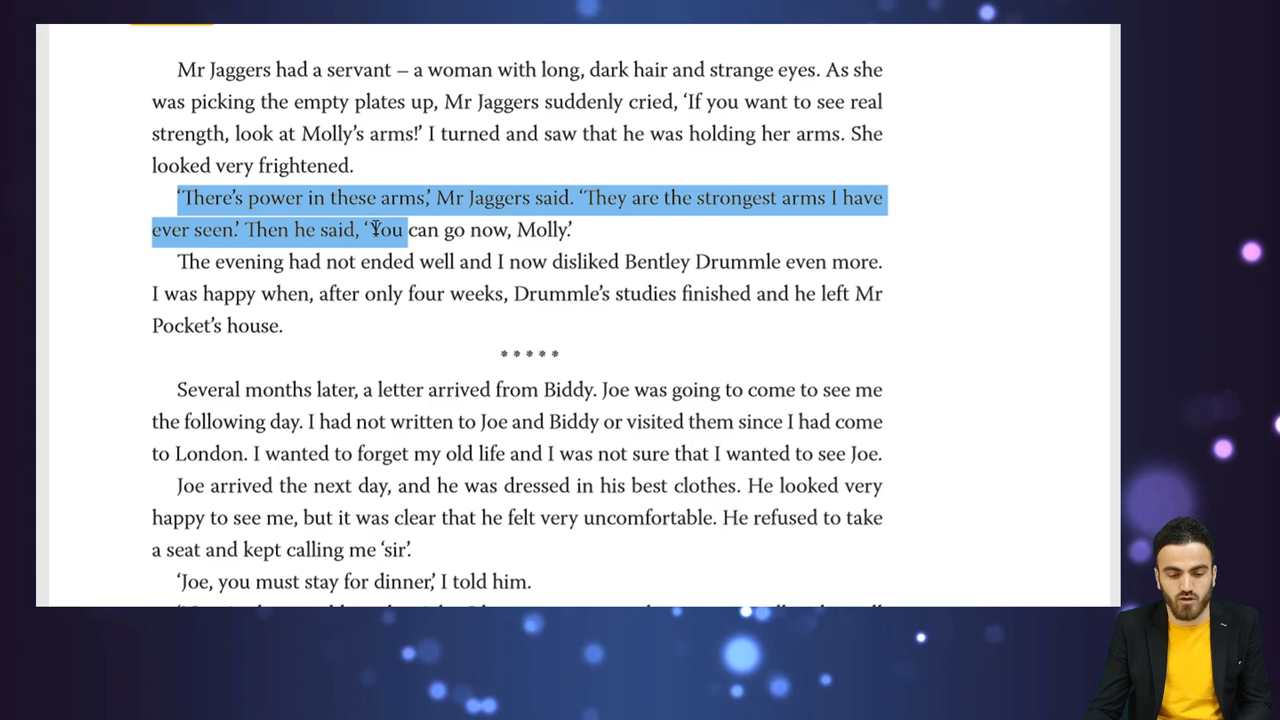 Mr Jaggers had a servant – a woman with long, dark hair and strange eyes. As she
was picking the empty plates up, Mr Jaggers suddenly cried, ‘If you want to see real
strength, look at Molly’s arms!’ I turned and saw that he was holding her arms. She
looked very frightened.
‘There’s power in these arms,’ Mr Jaggers said. ‘They are the strongest arms I have
ever seen.’ Then he said, ‘You can go now, Molly.’
The evening had not ended well and I now disliked Bentley Drummle even more.
I was happy when, after only four weeks, Drummle’s studies finished and he left Mr
Pocket’s house.
* * * * *
Several months later, a letter arrived from Biddy. Joe was going to come to see me
the following day. I had not written to Joe and Biddy or visited them since I had come
to London. I wanted to forget my old life and I was not sure that I wanted to see Joe.
Joe arrived the next day, and he was dressed in his best clothes. He looked very
happy to see me, but it was clear that he felt very uncomfortable. He refused to take
a seat and kept calling me ‘sir’.
‘Joe, you must stay for dinner,’ I told him.